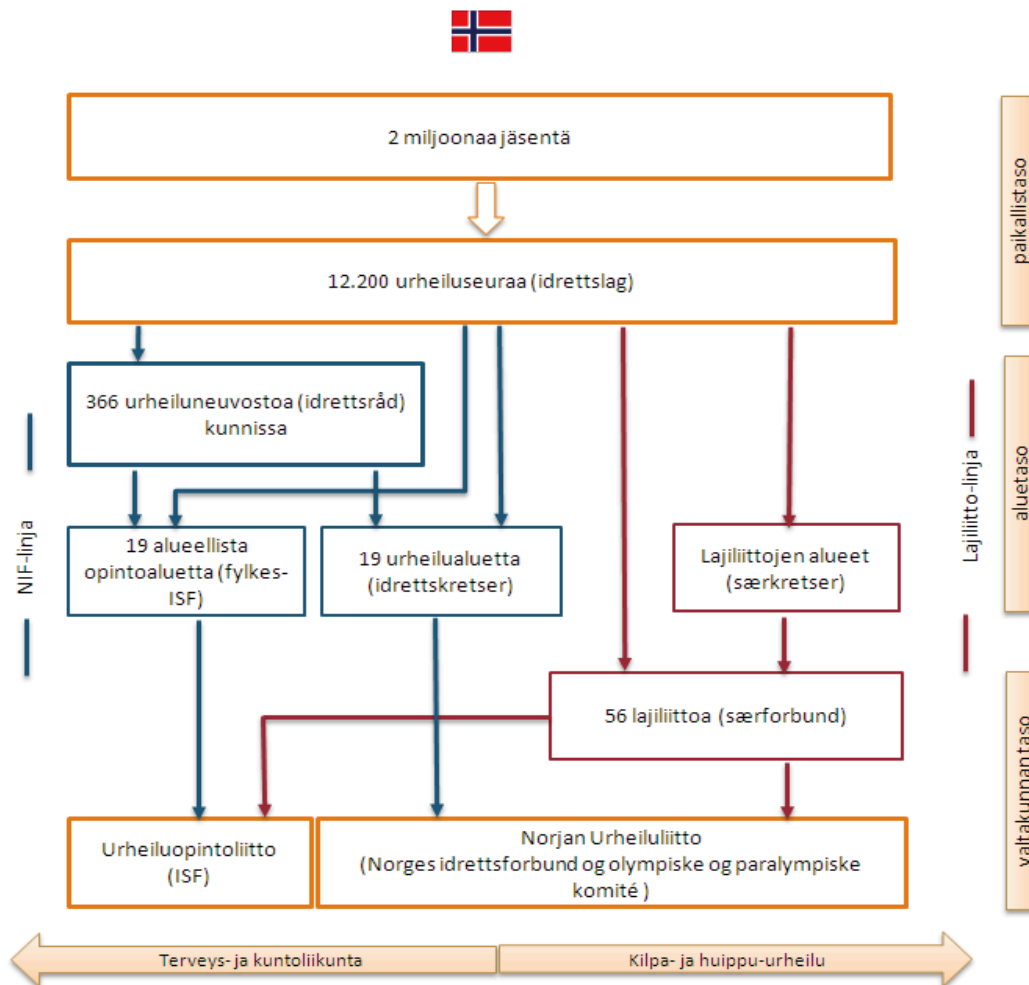 2 miljoonaa jäsentä
12.200 urheiluseuraa (idrettslag)
paikallistaso
366 urheiluneuvostoa (idrettsråd)
kunnissa
NIF-linja
Lajiliitto-linja
aluetaso
19 alueellista
opintoaluetta (fylkes-
ISF)
19 urheilualuetta
(idrettskretser)
Lajiliittojen alueet
(særkretser)
56 lajiliittoa (særforbund)
valtakunnan taso
Urheiluopintoliitto
(ISF)
Norjan Urheiluliitto
(Norges idrettsforbund og olympiske og paralympiske
komité )
Terveys- ja kuntoliikunta
Kilpa- ja huippu-urheilu